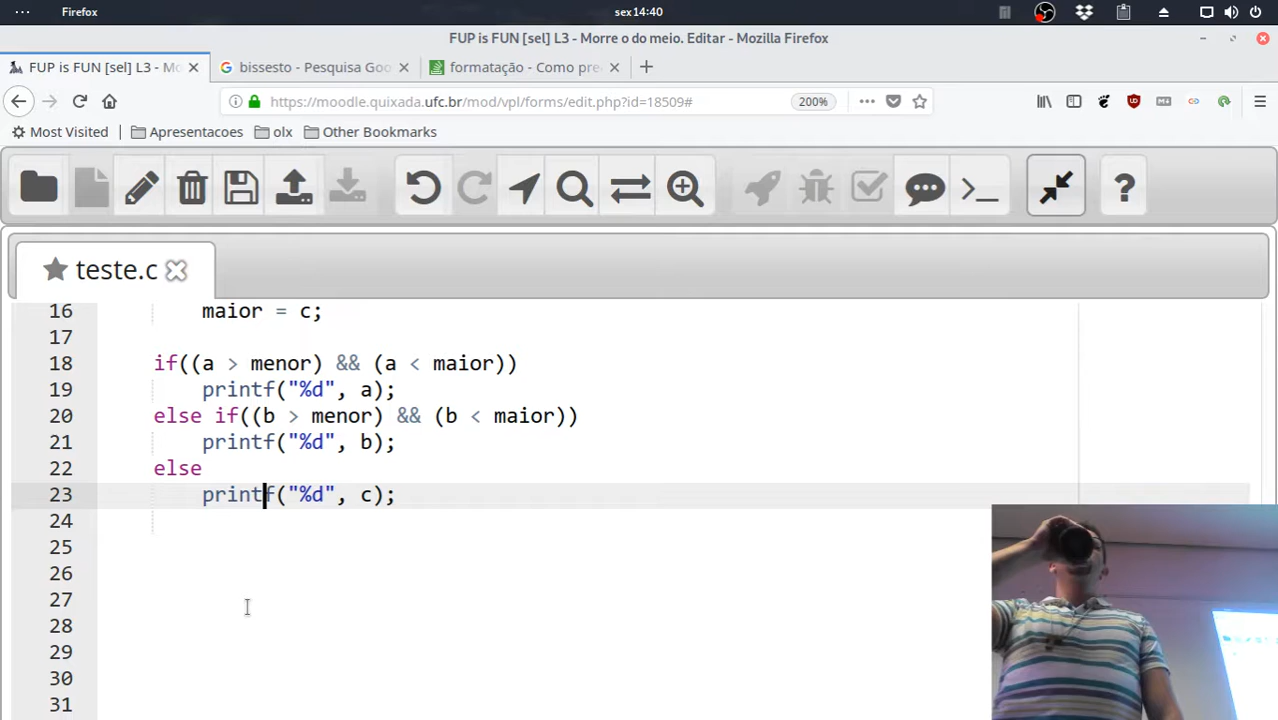 Firefox
sex14:40
FUP is FUN [sel] L3 - Morre o do meio. Editar - Mozilla Firefox
FUP is FUN [sel] L3 - Mo
bissesto - Pesquisa Goo
formatação - Como pre
https://moodle.quixada.ufc.br/mod/vpl/forms/edit.php?id=18509#
200%
Most Visited
Apresentacoes
olx
Other Bookmarks
teste.c
16 maior = c;
17
18 if((a > menor) && (a < maior))
19 printf("%d", a);
20 else if((b > menor) && (b < maior))
21 printf("%d", b);
22 else
23 printf("%d", c);
24
25
26
27
28
29
30
31